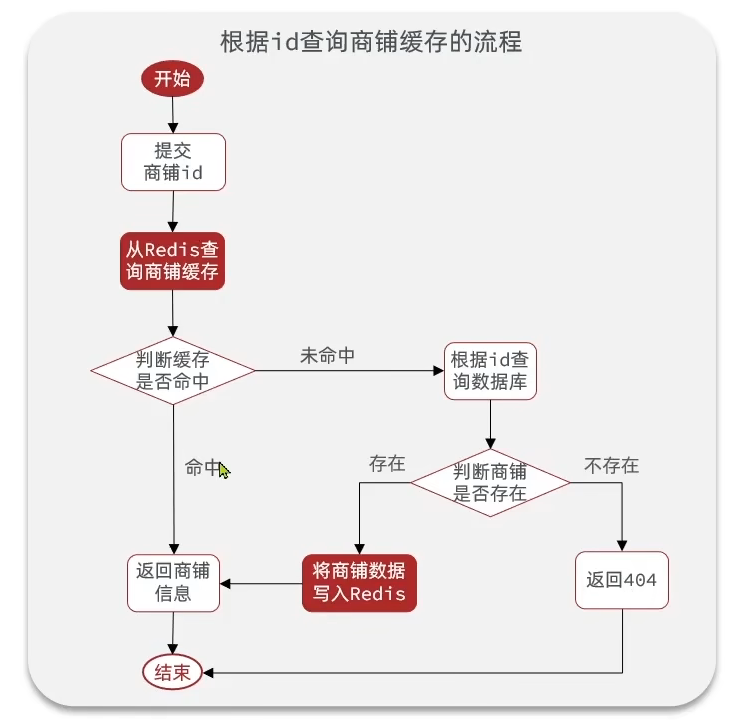 根据id查询商铺缓存的流程
开始
提交
商铺id
从Redis查
询商铺缓存
判断缓存
是否命中
未命中
根据id查
询数据库
命中
存在
判断商铺
是否存在
不存在
返回商铺
信息
将商铺数据
写入Redis
返回404
结束